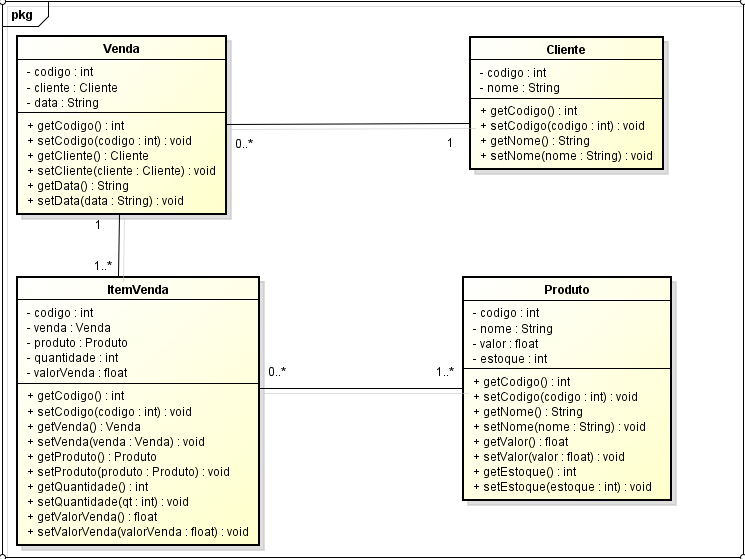 pkg
Venda
- codigo : int
- cliente : Cliente
- data : String
+ getCodigo() : int
+ setCodigo(codigo : int) : void
+ getCliente() : Cliente
+ setCliente(cliente : Cliente) : void
+ getData() : String
+ setData(data : String) : void
Cliente
- codigo : int
- nome : String
+ getCodigo() : int
+ setCodigo(codigo : int) : void
+ getNome() : String
+ setNome(nome : String) : void
0..*
1
1
1..*
ItemVenda
- codigo : int
- venda : Venda
- produto : Produto
- quantidade : int
- valorVenda : float
+ getCodigo() : int
+ setCodigo(codigo : int) : void
+ getVenda() : Venda
+ setVenda(venda : Venda) : void
+ getProduto() : Produto
+ setProduto(produto : Produto) : void
+ getQuantidade() : int
+ setQuantidade(qt : int) : void
+ getValorVenda() : float
+ setValorVenda(valorVenda : float) : void
0..*
1..*
Produto
- codigo : int
- nome : String
- valor : float
- estoque : int
+ getCodigo() : int
+ setCodigo(codigo : int) : void
+ getNome() : String
+ setNome(nome : String) : void
+ getValor() : float
+ setValor(valor : float) : void
+ getEstoque() : int
+ setEstoque(estoque : int) : void